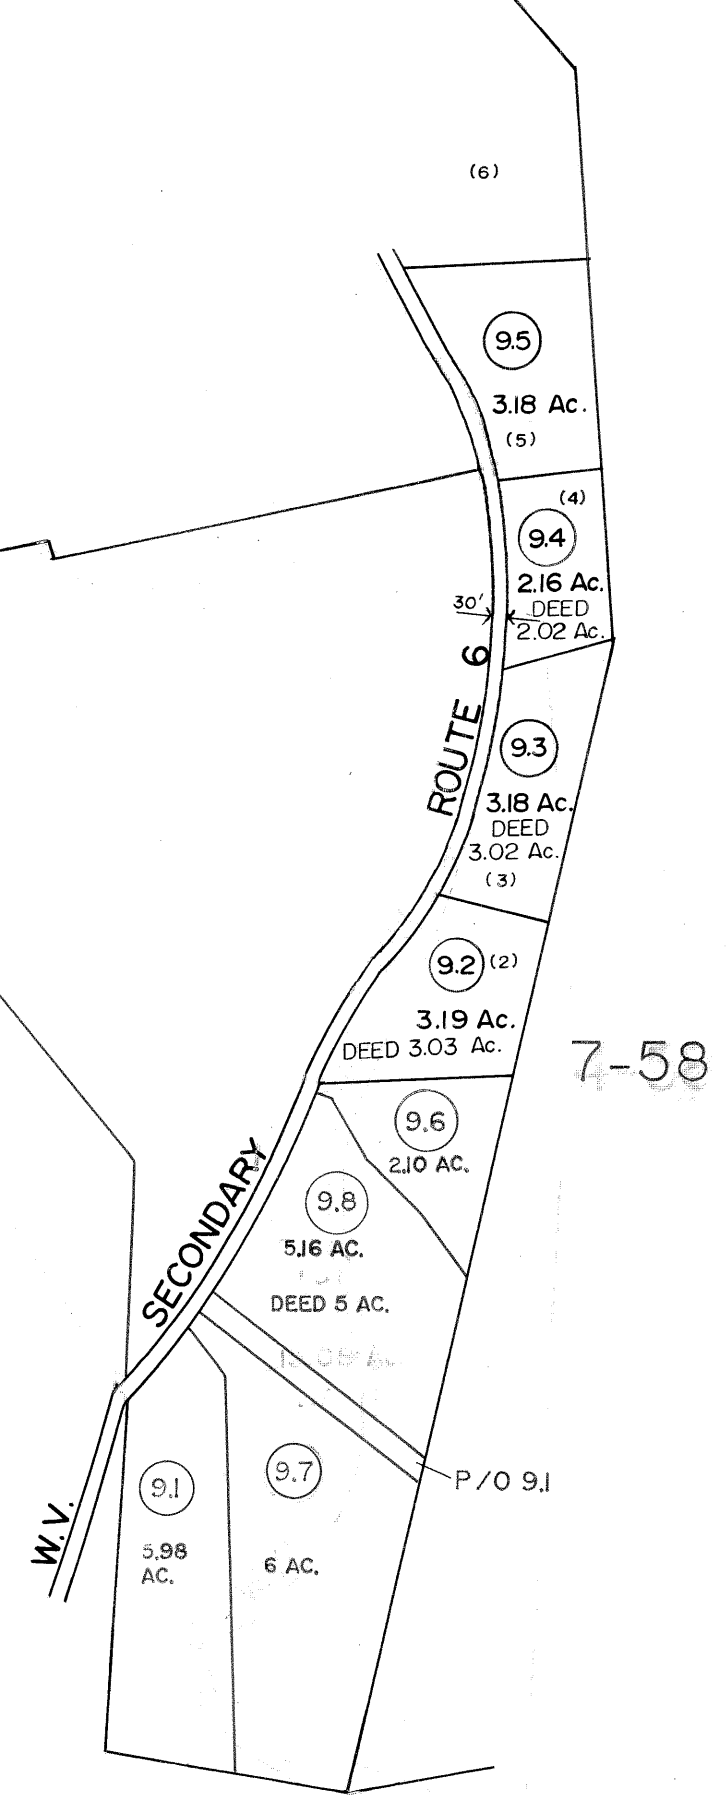 (6)
9.5
3.18 Ac.
(5)
(4)
9.4
2.16 Ac.
DEED
2.02 Ac.
30'
ROUTE 6
9.3
3.18 Ac.
DEED
3.02 Ac.
(3)
9.2 (2)
3.19 Ac.
DEED 3.03 Ac.
7-58
9.6
2.10 AC.
SECONDARY
9.8
5.16 AC.
DEED 5 AC.
P/O 9.1
9.7
6 AC.
9.1
5.98
AC.
W.V.